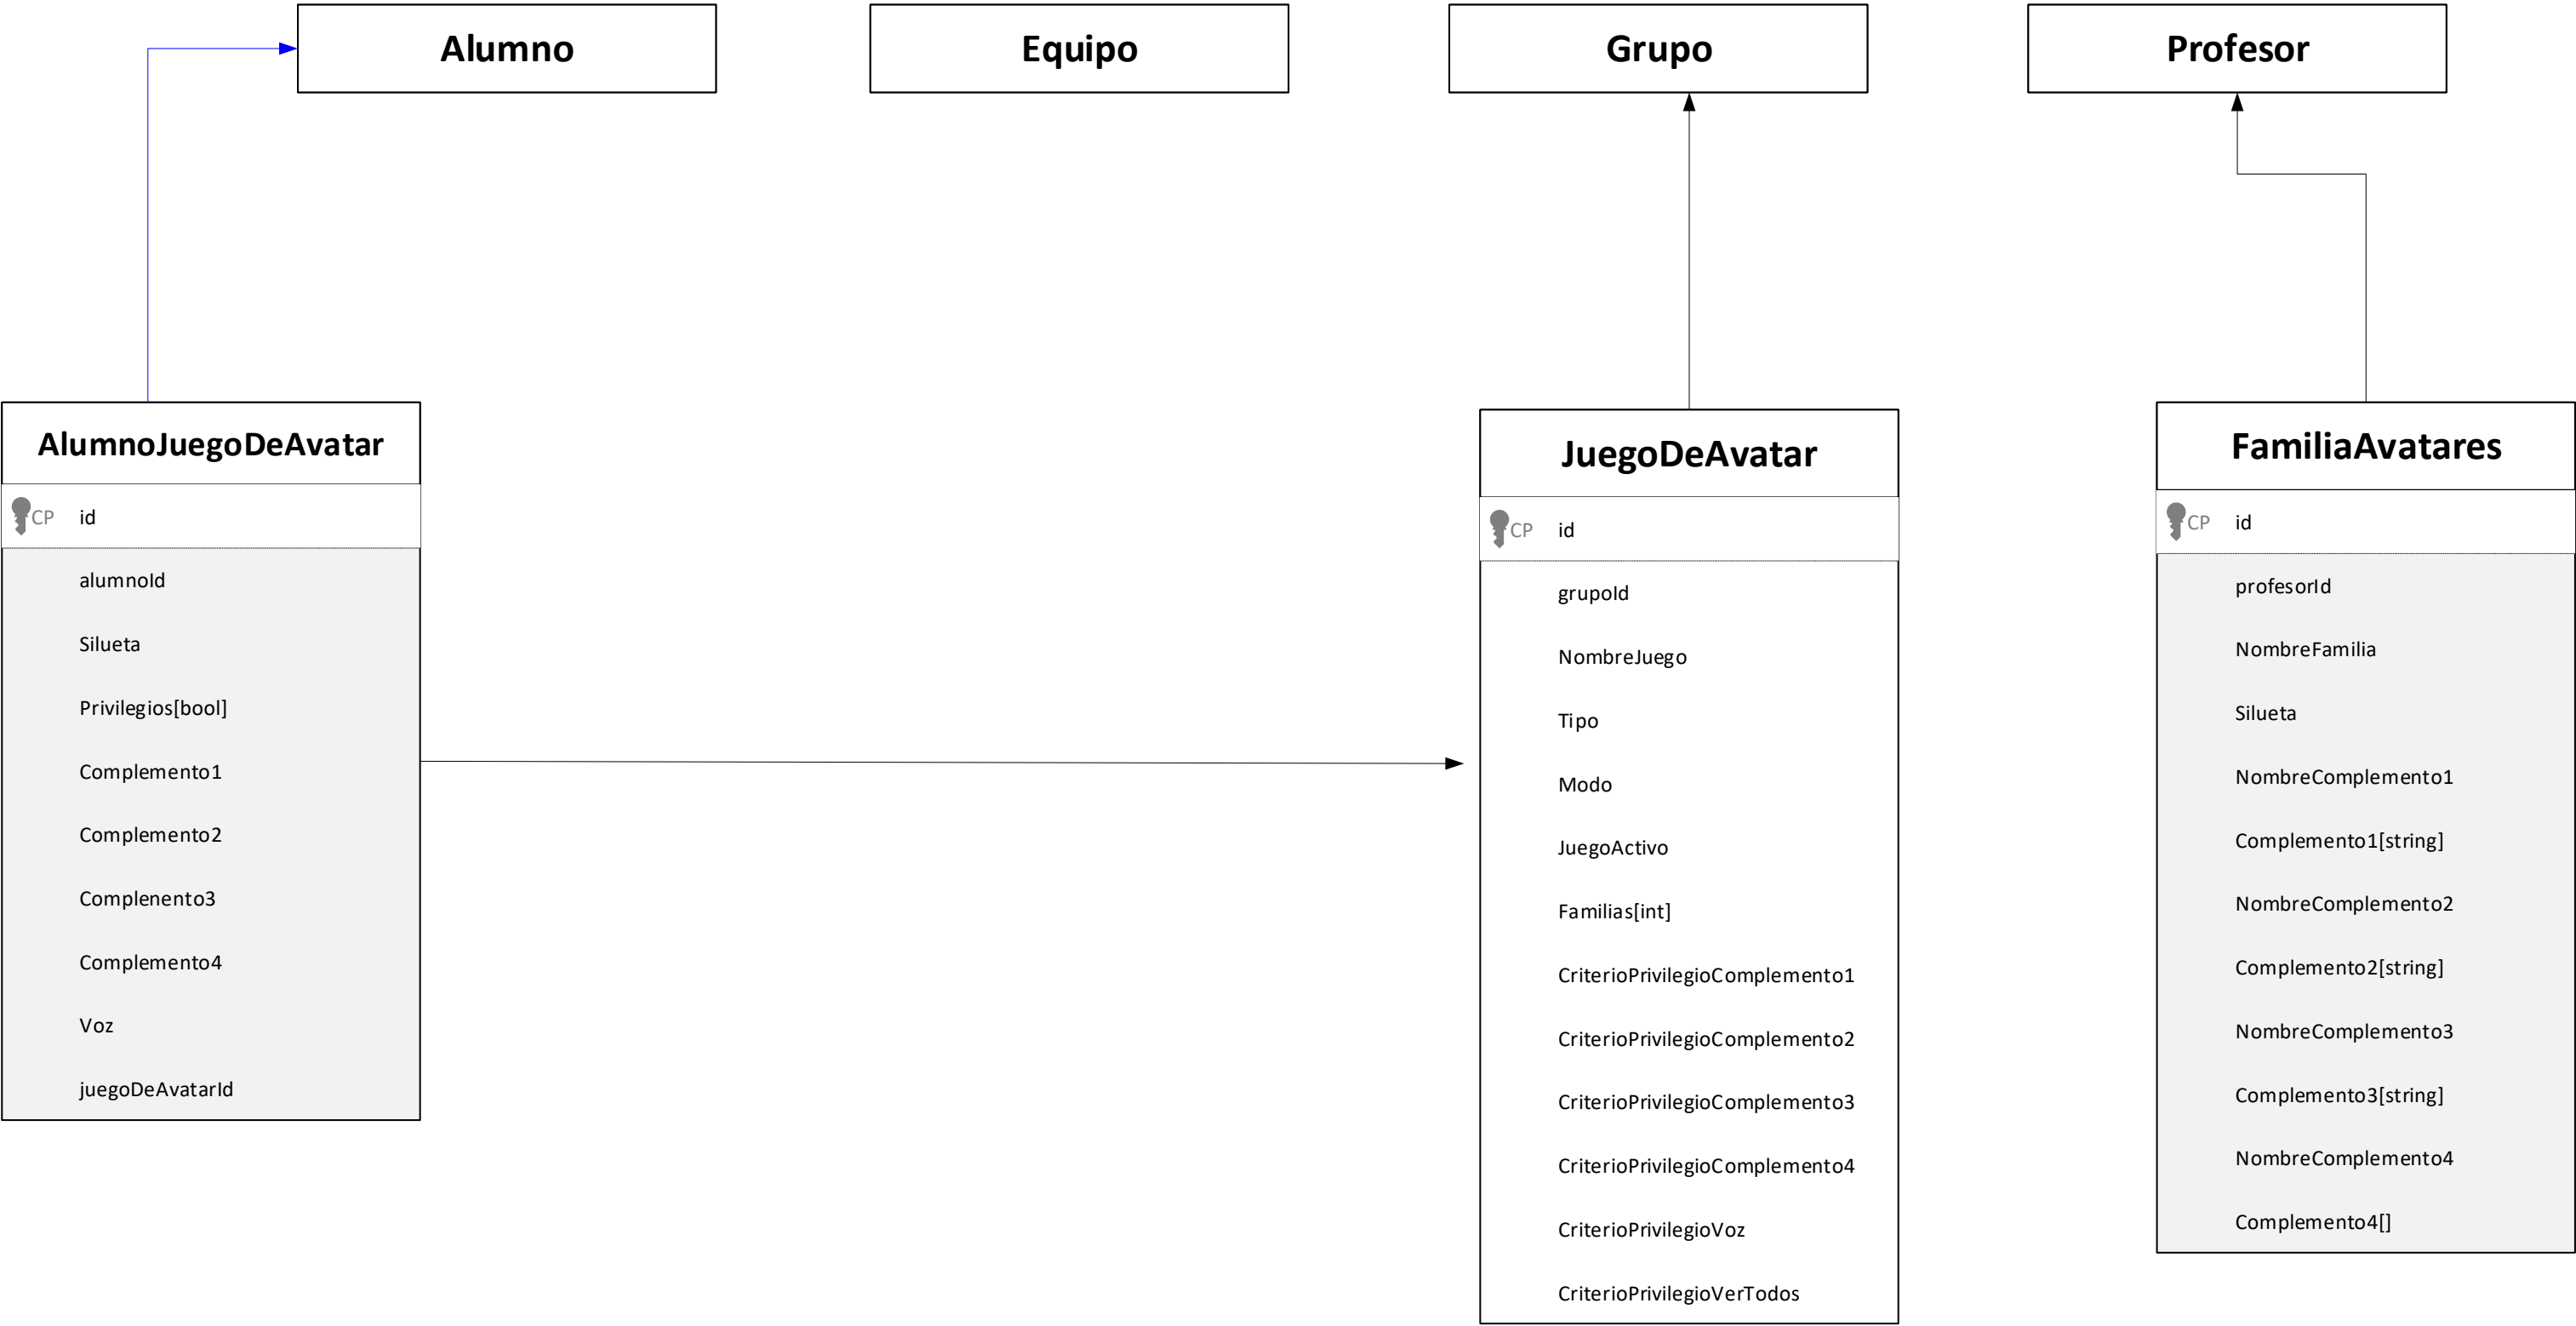 Alumno
Equipo
Grupo
Profesor
AlumnoJuegoDeAvatar
CP id
alumnoId
Silueta
Privilegios[bool]
Complemento1
Complemento2
Complenento3
Complemento4
Voz
juegoDeAvatarId
JuegoDeAvatar
CP id
grupoId
NombreJuego
Tipo
Modo
JuegoActivo
Familias[int]
CriterioPrivilegioComplemento1
CriterioPrivilegioComplemento2
CriterioPrivilegioComplemento3
CriterioPrivilegioComplemento4
CriterioPrivilegioVoz
CriterioPrivilegioVerTodos
FamiliaAvatares
CP id
profesorId
NombreFamilia
Silueta
NombreComplemento1
Complemento1[string]
NombreComplemento2
Complemento2[string]
NombreComplemento3
Complemento3[string]
NombreComplemento4
Complemento4[]